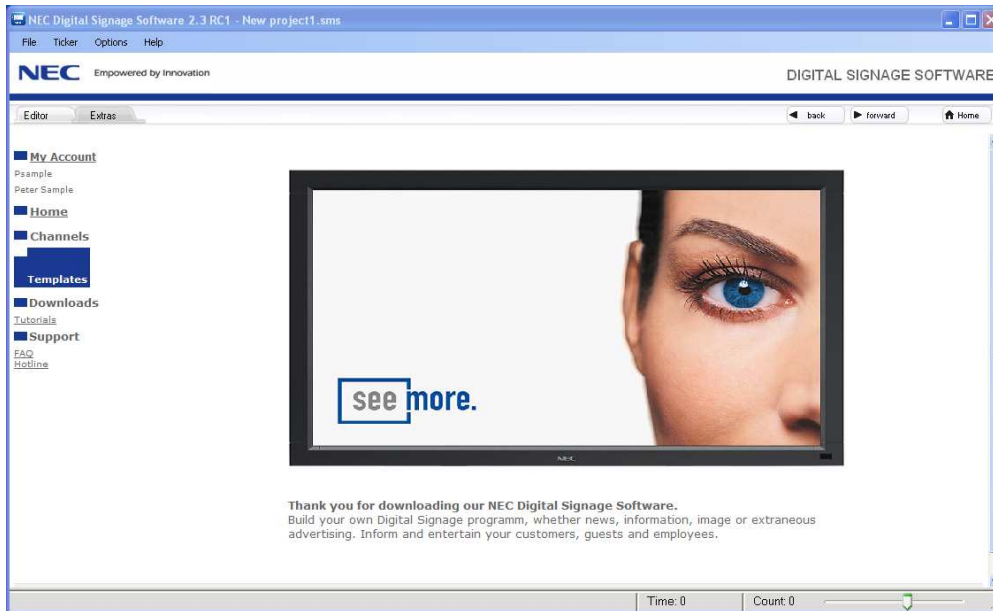 NEC Digital Signage Software 2.3 RC1 - New project1.sms
File Ticker Options Help
NEC Empowered by Innovation
DIGITAL SIGNAGE SOFTWARE
Editor Extras back forward Home
My Account
Psample
Peter Sample
Home
Channels
Templates
Downloads
Tutorials
Support
FAQ
Hotline
see more.
NEC
Thank you for downloading our NEC Digital Signage Software.
Build your own Digital Signage programm, whether news, information, image or extraneous
advertising. Inform and entertain your customers, guests and employees.
Time: 0 Count: 0